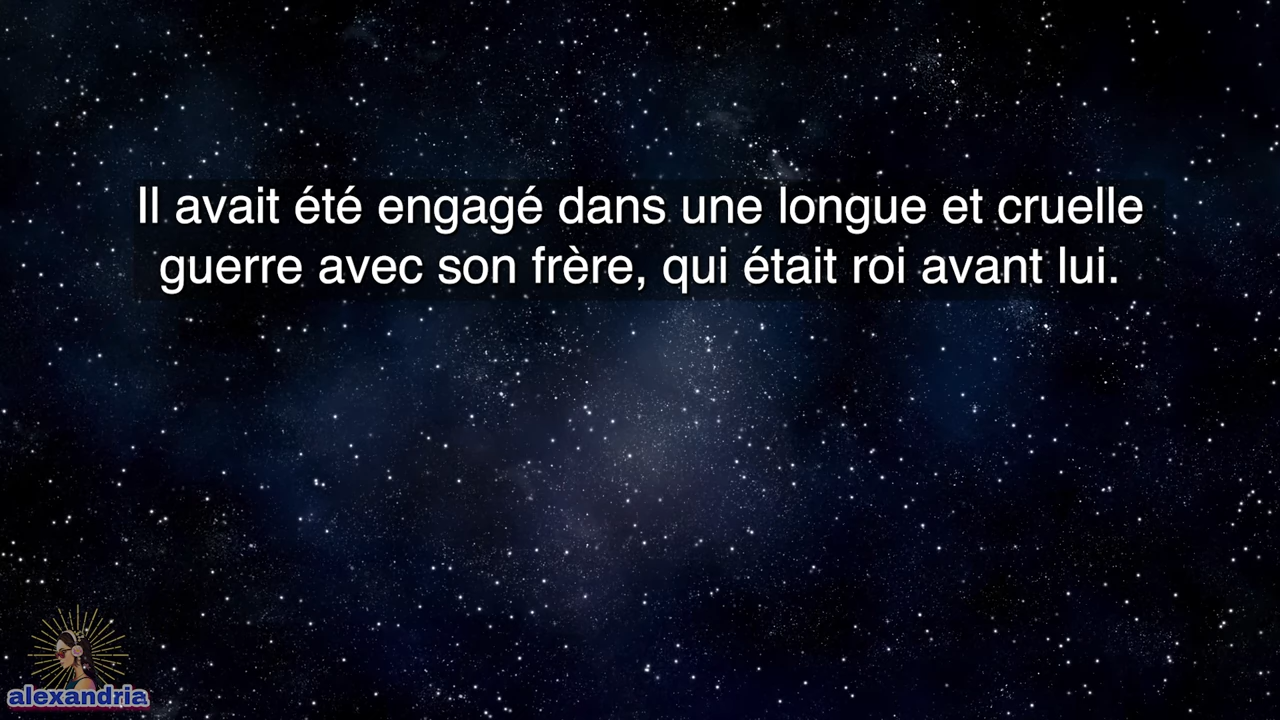 Il avait été engagé dans une longue et cruelle
guerre avec son frère, qui était roi avant lui.
alexandria